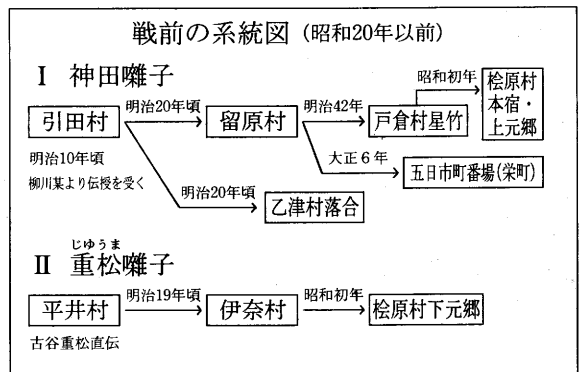 戦前の系統図(昭和20年以前)
Ⅰ 神田囃子
引田村
明治10年頃
柳川某より伝授を受く
明治20年頃
留原村
明治42年
戸倉村星竹
昭和初年
桧原村
本宿・
上元郷
大正6年
五日市町番場(栄町)
明治20年頃
乙津村落合
じゆうま
Ⅱ 重松囃子
平井村
古谷重松直伝
明治19年頃
伊奈村
昭和初年
桧原村下元郷